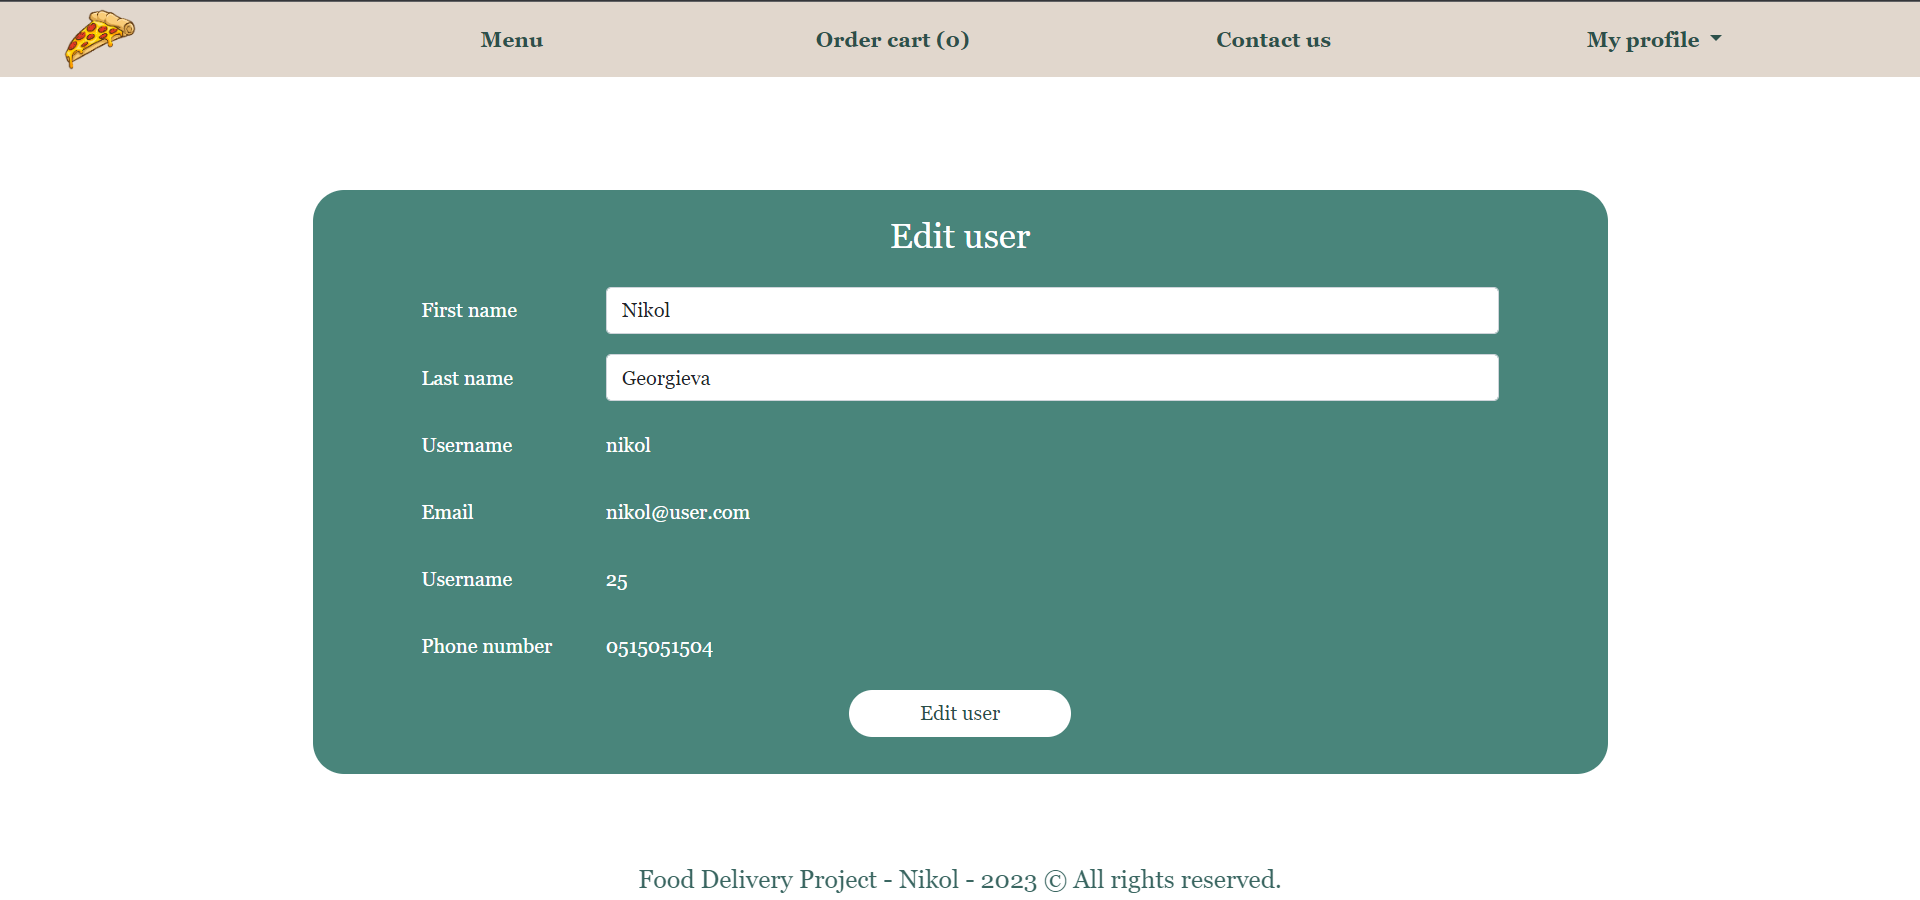 Menu Order cart (0) Contact us My profile
Edit user
First name Nikol
Last name Georgieva
Username nikol
Email nikol@user.com
Username 25
Phone number 0515051504
Edit user
Food Delivery Project - Nikol - 2023 © All rights reserved.